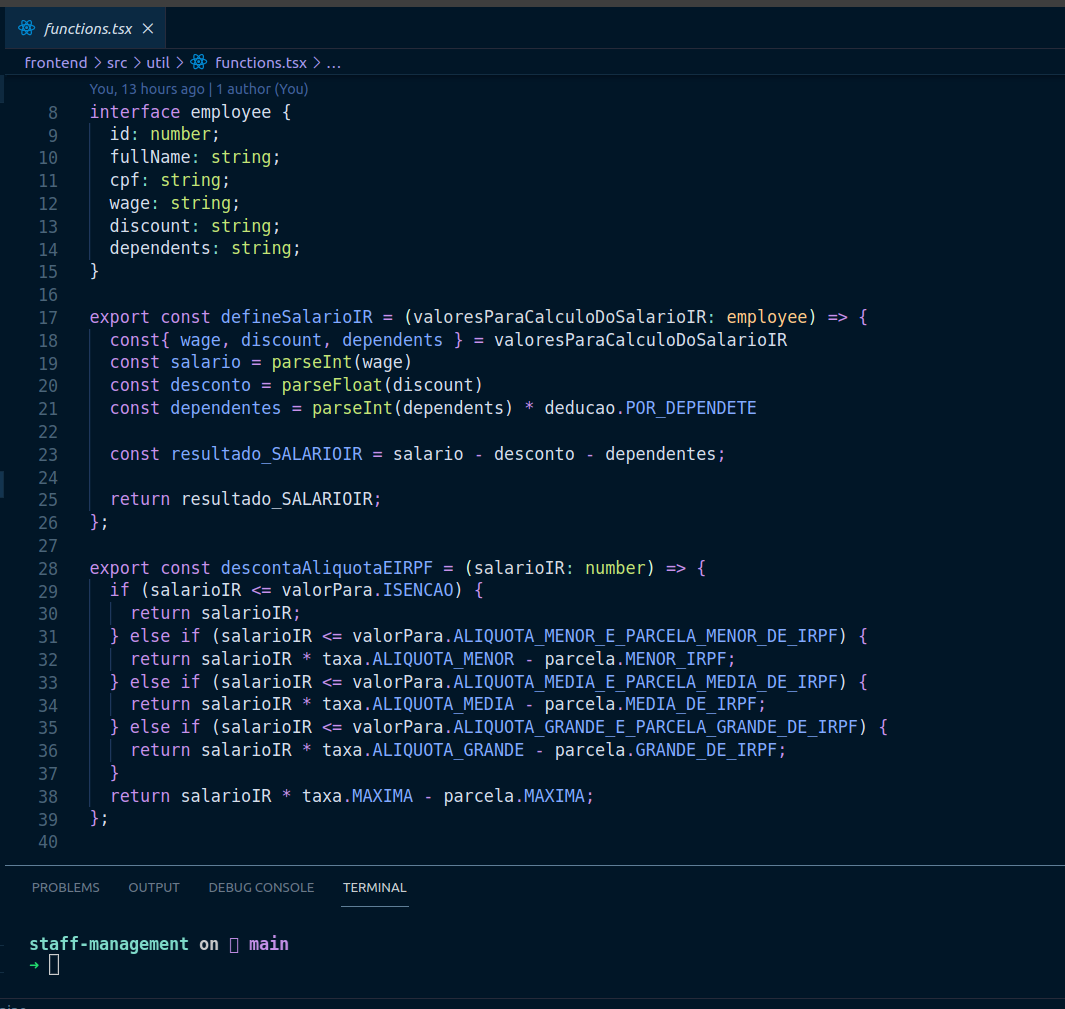 functions.tsx ×
frontend > src > util > functions.tsx > ...
You, 13 hours ago | 1 author (You)
8 interface employee {
9   id: number;
10   fullName: string;
11   cpf: string;
12   wage: string;
13   discount: string;
14   dependents: string;
15 }
16
17 export const defineSalarioIR = (valoresParaCalculoDoSalarioIR: employee) => {
18   const{ wage, discount, dependents } = valoresParaCalculoDoSalarioIR
19   const salario = parseInt(wage)
20   const desconto = parseFloat(discount)
21   const dependentes = parseInt(dependents) * deducao.POR_DEPENDETE
22
23   const resultado_SALARIOIR = salario - desconto - dependentes;
24
25   return resultado_SALARIOIR;
26 };
27
28 export const descontaAliquotaEIRPF = (salarioIR: number) => {
29   if (salarioIR <= valorPara.ISENCAO) {
30     return salarioIR;
31   } else if (salarioIR <= valorPara.ALIQUOTA_MENOR_E_PARCELA_MENOR_DE_IRPF) {
32     return salarioIR * taxa.ALIQUOTA_MENOR - parcela.MENOR_IRPF;
33   } else if (salarioIR <= valorPara.ALIQUOTA_MEDIA_E_PARCELA_MEDIA_DE_IRPF) {
34     return salarioIR * taxa.ALIQUOTA_MEDIA - parcela.MEDIA_DE_IRPF;
35   } else if (salarioIR <= valorPara.ALIQUOTA_GRANDE_E_PARCELA_GRANDE_DE_IRPF) {
36     return salarioIR * taxa.ALIQUOTA_GRANDE - parcela.GRANDE_DE_IRPF;
37   }
38   return salarioIR * taxa.MAXIMA - parcela.MAXIMA;
39 };
40
PROBLEMS OUTPUT DEBUG CONSOLE TERMINAL
staff-management on main
➜